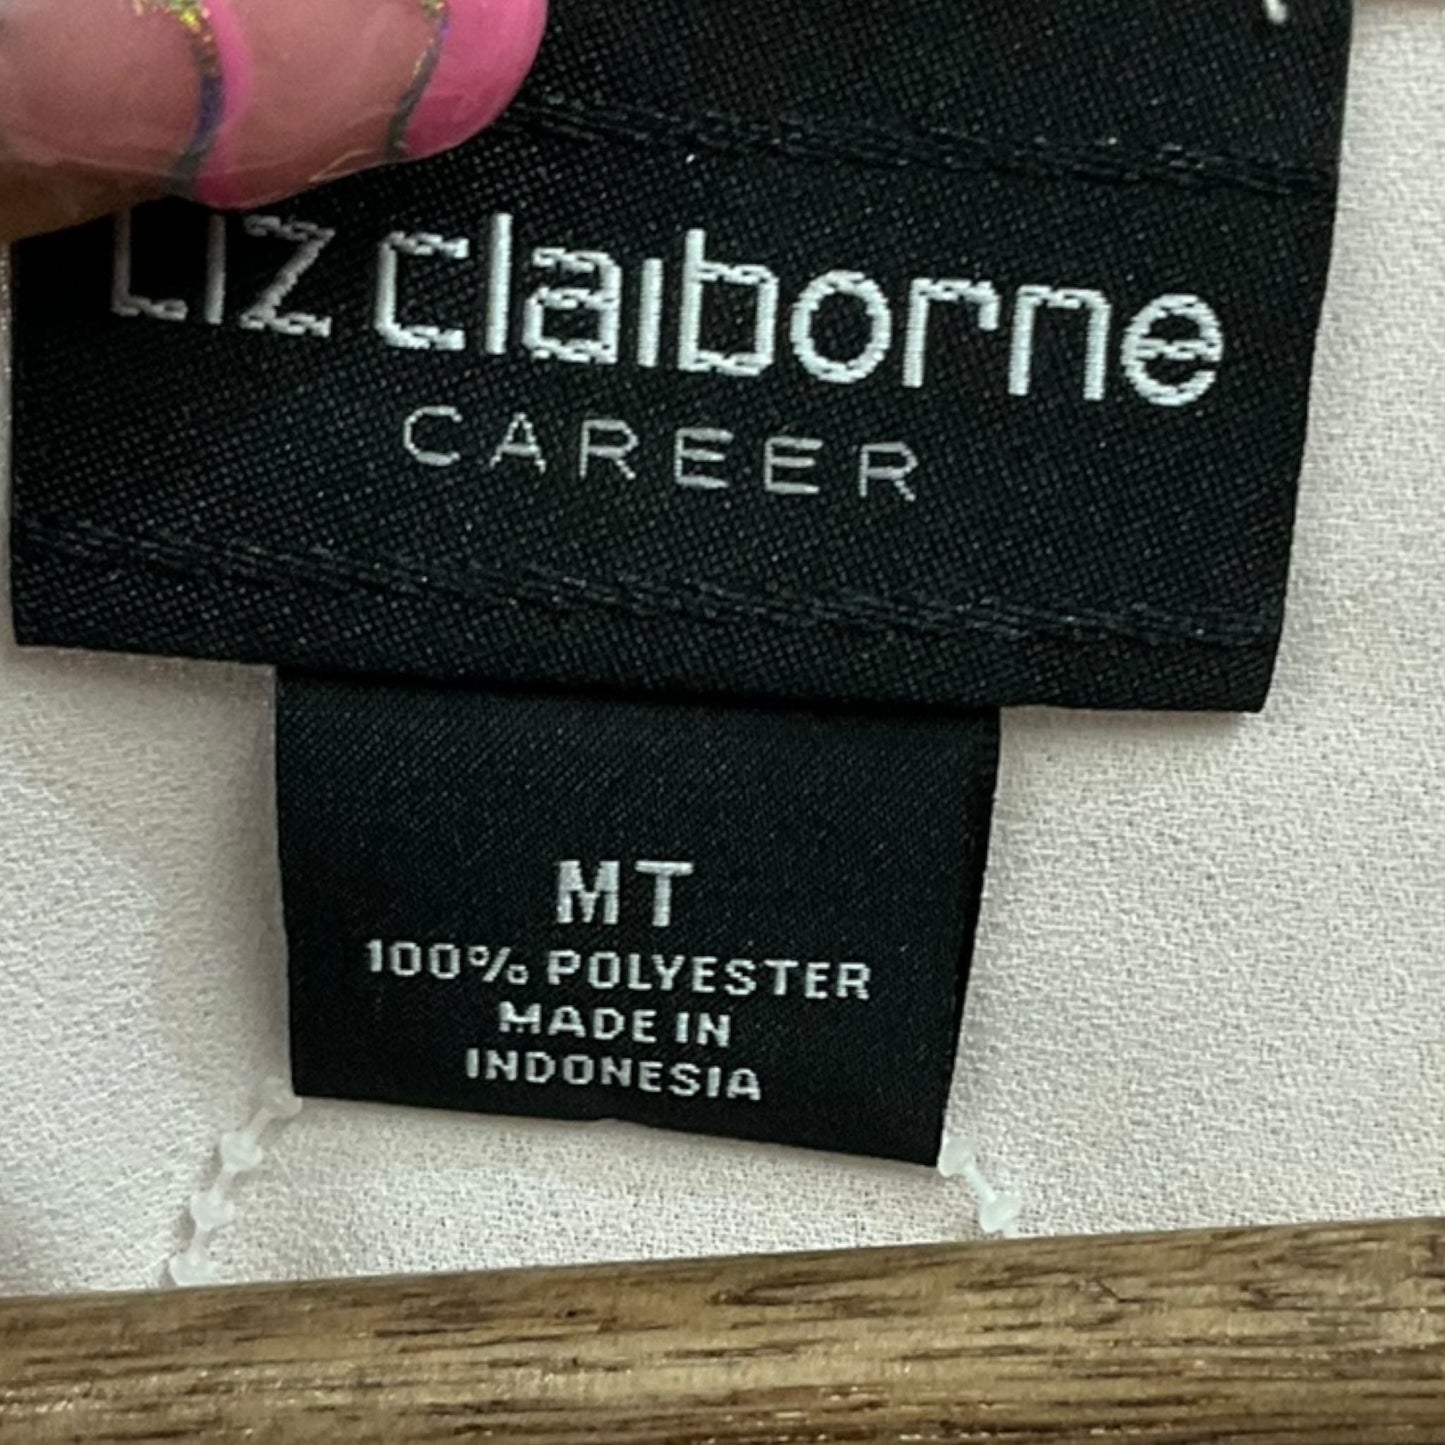 Liz claiborne
CAREER
MT
100% POLYESTER
MADE IN
INDONESIA